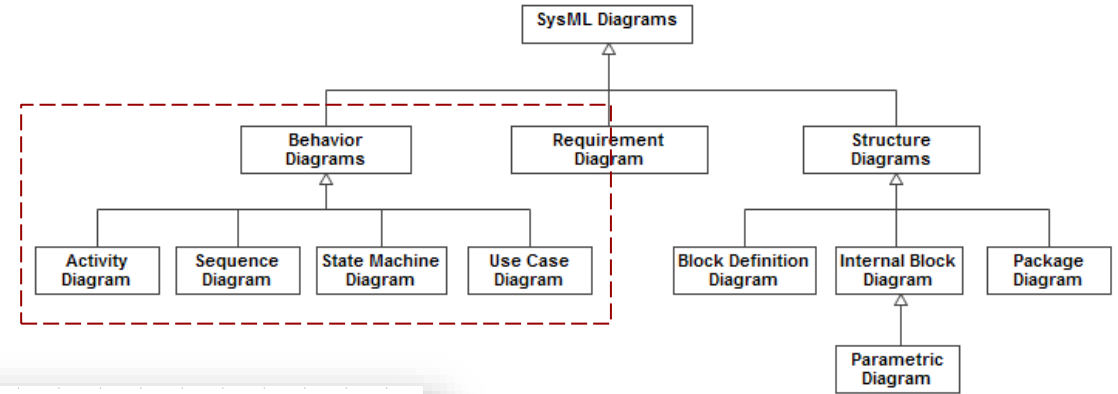 SysML Diagrams
Behavior
Diagrams
Requirement
Diagram
Structure
Diagrams
Activity
Diagram
Sequence
Diagram
State Machine
Diagram
Use Case
Diagram
Block Definition
Diagram
Internal Block
Diagram
Package
Diagram
Parametric
Diagram